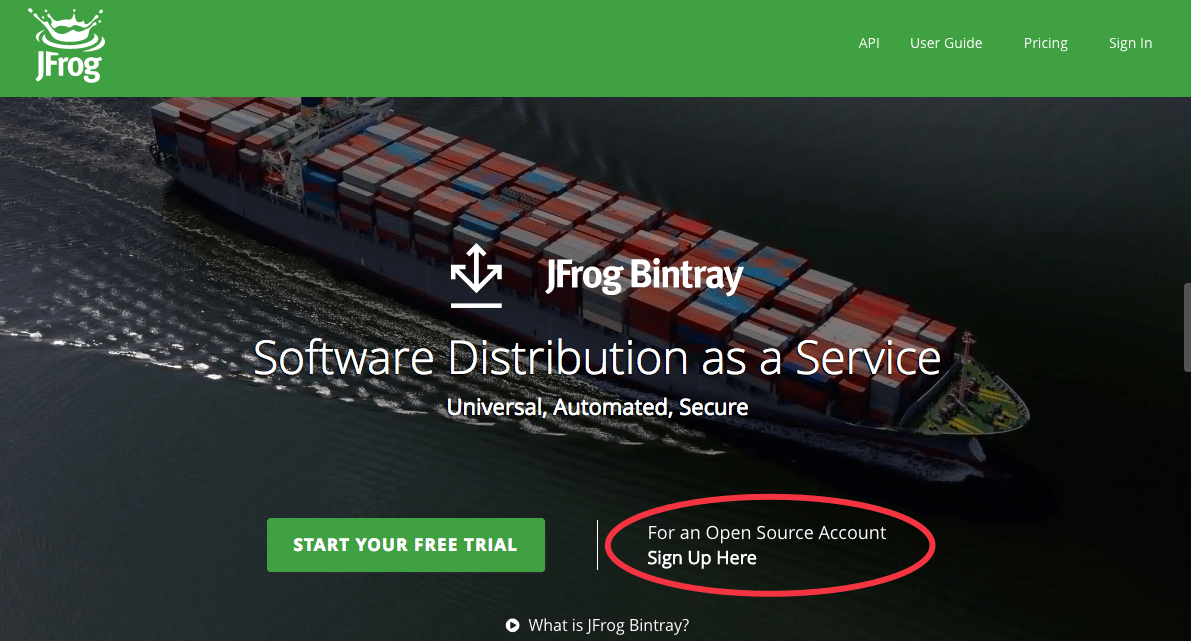 JFrog
API
User Guide
Pricing
Sign In
JFrog Bintray
Software Distribution as a Service
Universal, Automated, Secure
START YOUR FREE TRIAL
For an Open Source Account
Sign Up Here
What is JFrog Bintray?